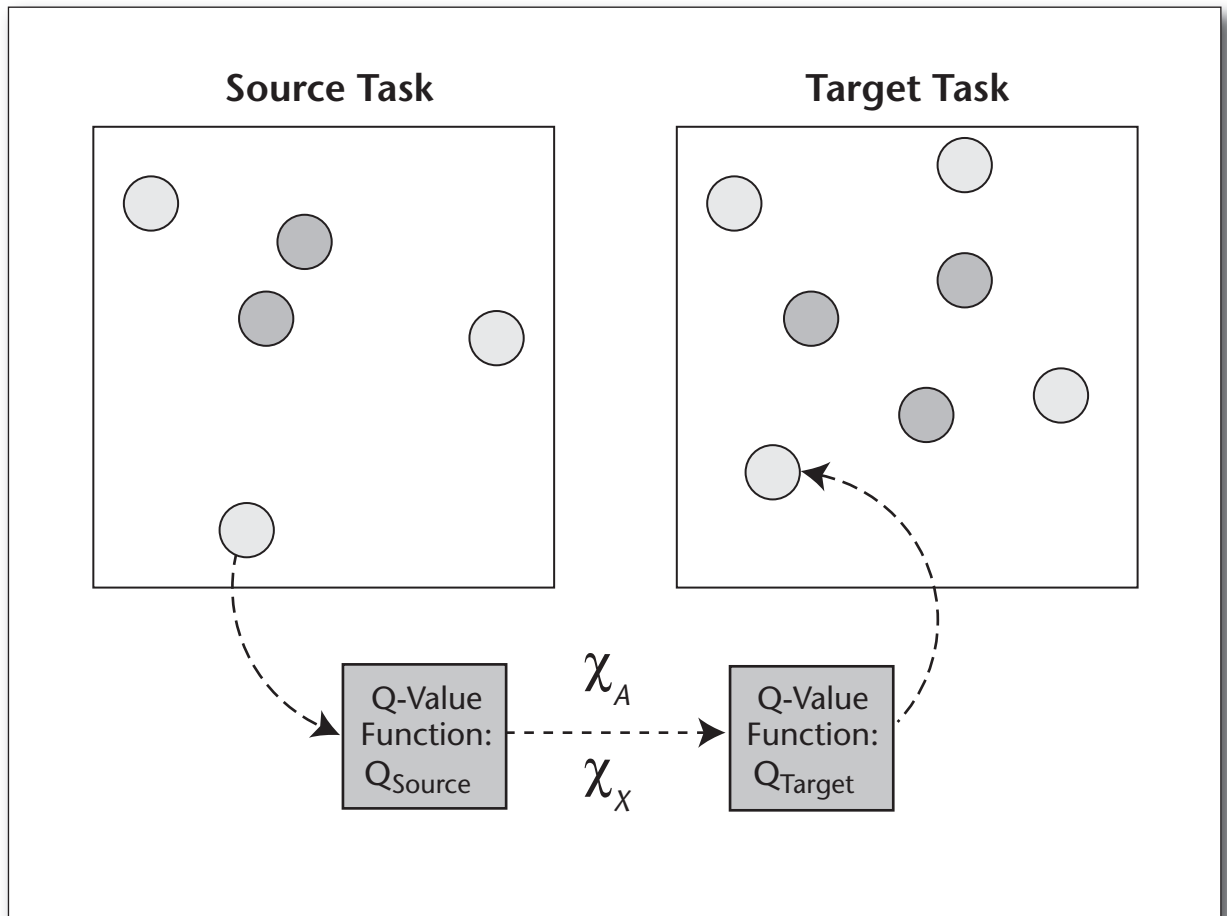 Source Task
Target Task
Q-Value
Function:
QSource
χA
χX
Q-Value
Function:
QTarget